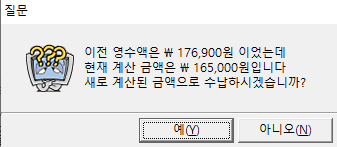 질문
이전 영수액은 ₩ 176,900원 이었는데
현재 계산 금액은 ₩ 165,000원입니다
새로 계산된 금액으로 수납하시겠습니까?
예(Y)
아니오(N)